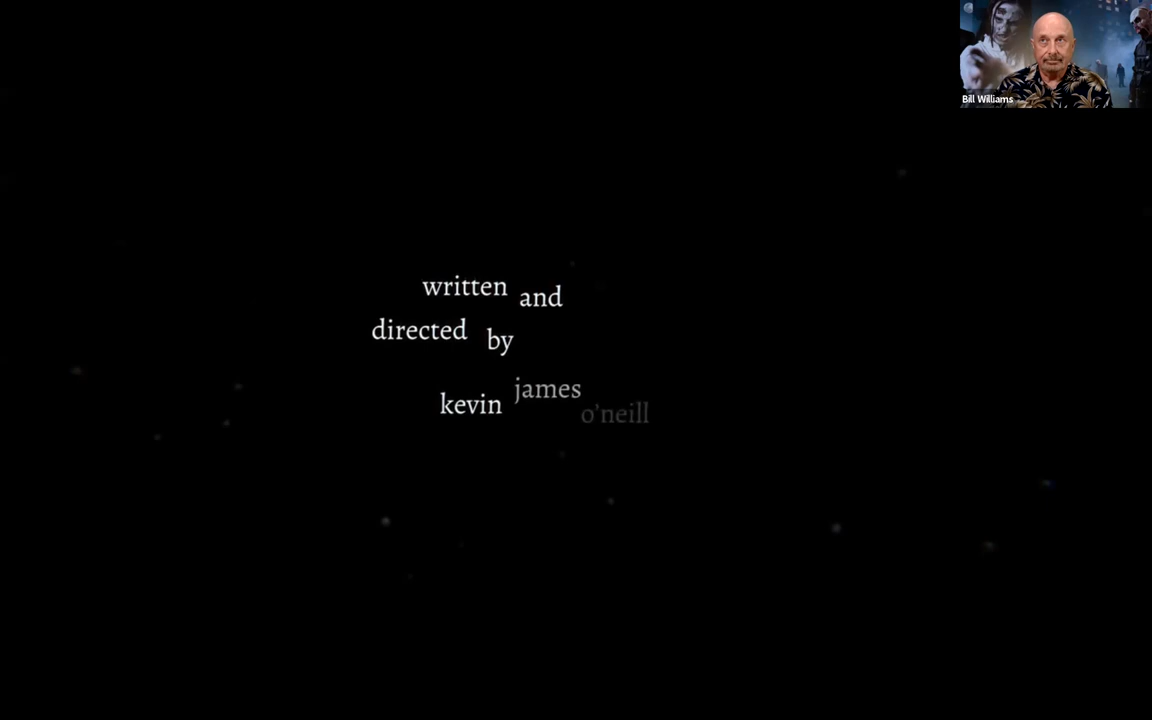 Bill Williams
written and
directed by
kevin james o'neill